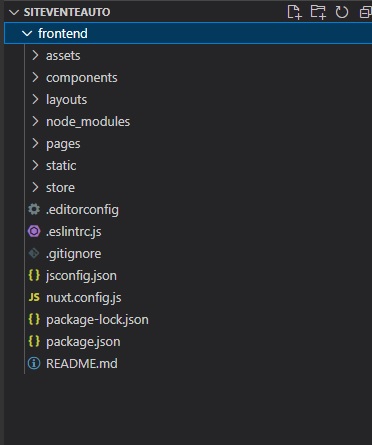 SITEVENTEAUTO
frontend
assets
components
layouts
node_modules
pages
static
store
.editorconfig
.eslintrc.js
.gitignore
{} jsconfig.json
JS nuxt.config.js
{} package-lock.json
{} package.json
README.md